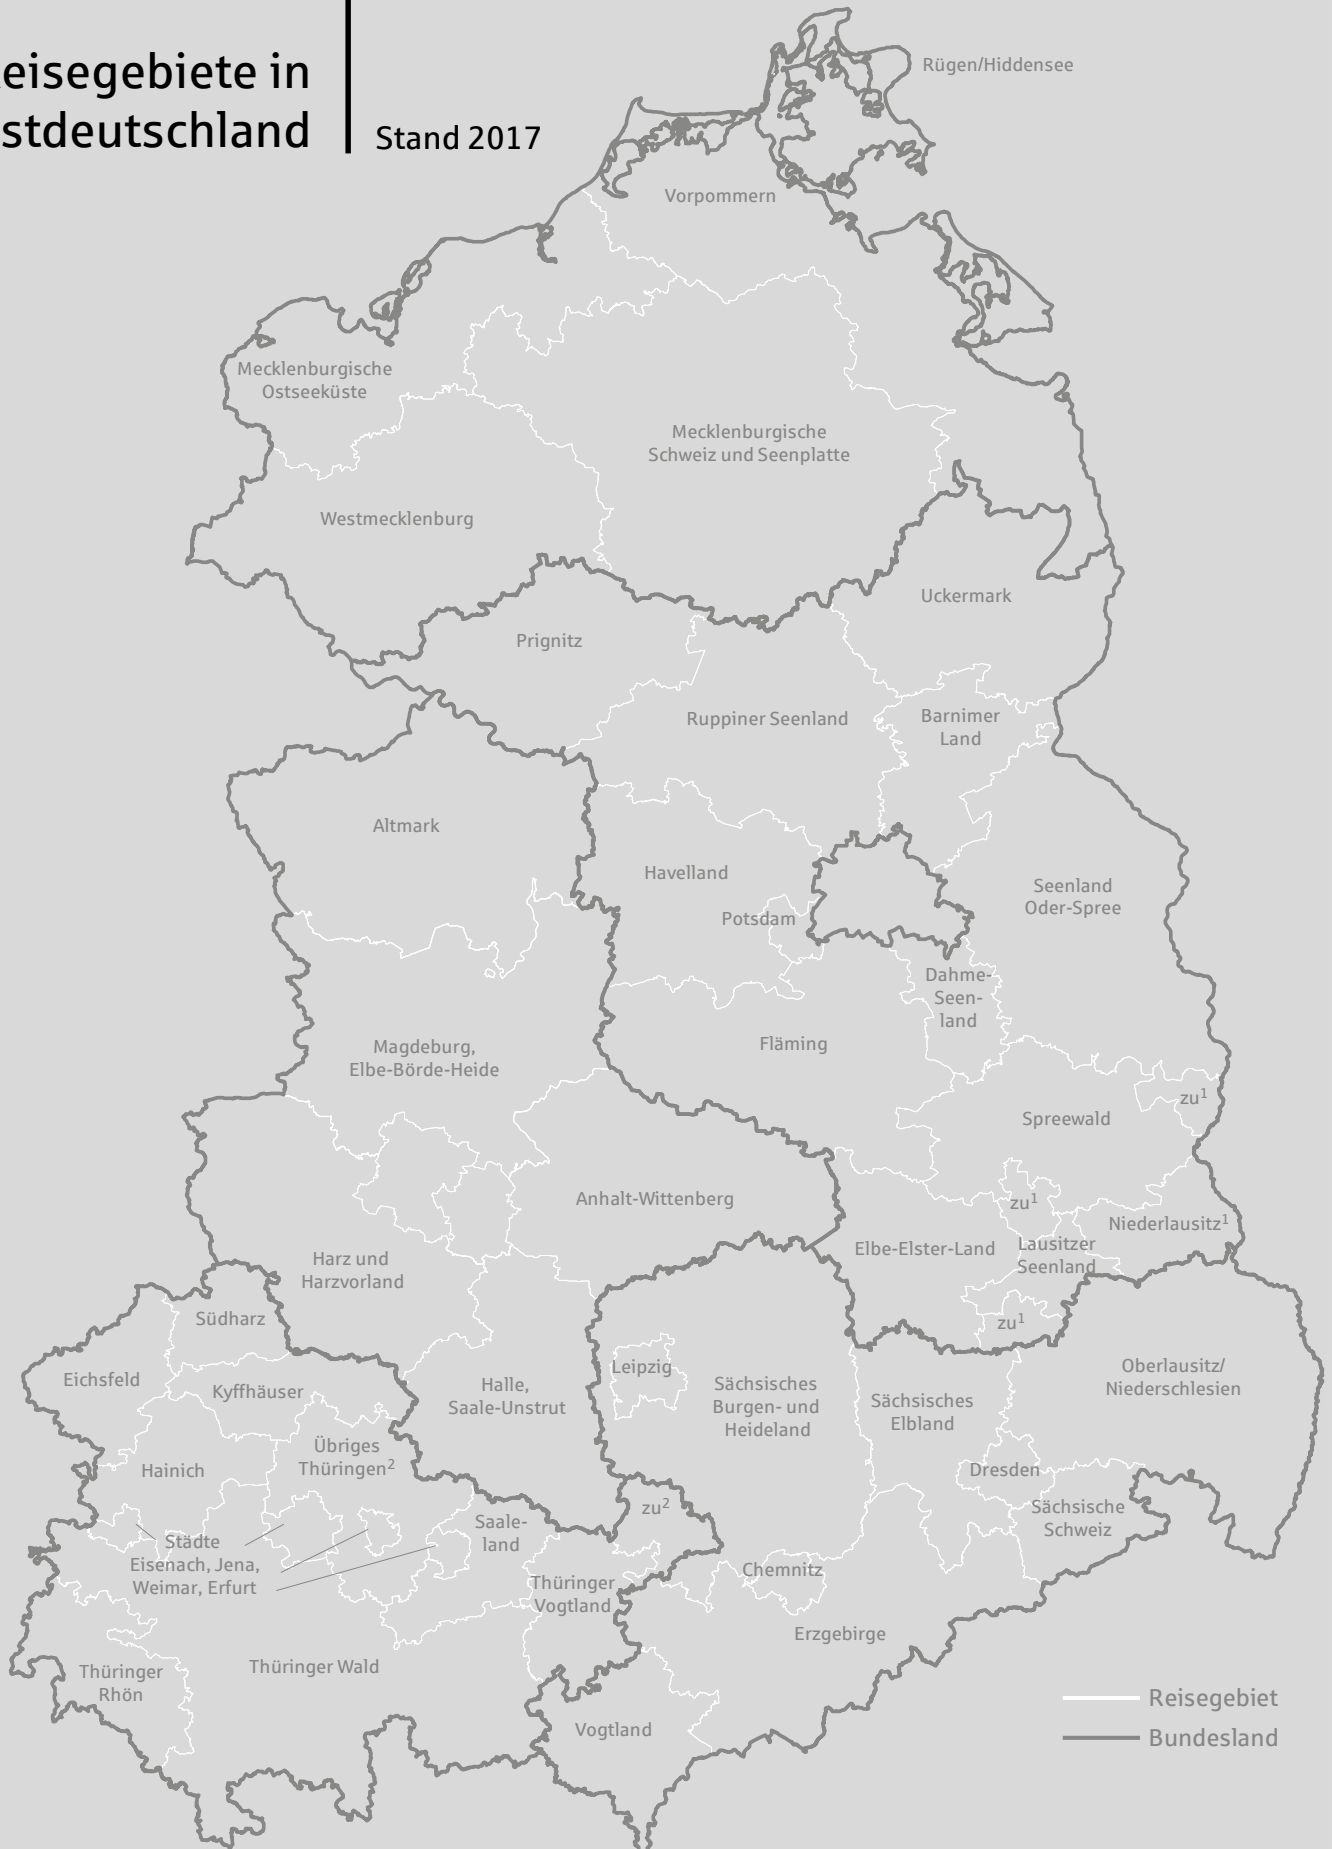 eisegebiete in
stdeutschland
Stand 2017
Rügen/Hiddensee
Vorpommern
Mecklenburgische
Ostseeküste
Mecklenburgische
Schweiz und Seenplatte
Westmecklenburg
Uckermark
Prignitz
Ruppiner Seenland
Barnimer
Land
Altmark
Havelland
Potsdam
Seenland
Oder-Spree
Dahme-
Seen-
land
Fläming
Magdeburg,
Elbe-Börde-Heide
zu¹
Spreewald
Anhalt-Wittenberg
zu¹
Niederlausitz¹
Elbe-Elster-Land
Lausitzer
Seenland
Harz und
Harzvorland
Südharz
zu¹
Eichsfeld
Kyffhäuser
Halle,
Saale-Unstrut
Leipzig
Sächsisches
Burgen- und
Heideland
Sächsisches
Elbland
Oberlausitz/
Niederschlesien
Übriges
Thüringen²
Hainich
Dresden
zu²
Sächsische
Schweiz
Saale-
land
Städte
Eisenach, Jena,
Weimar, Erfurt
Thüringer
Vogtland
Chemnitz
Erzgebirge
Thüringer
Rhön
Thüringer Wald
Vogtland
Reisegebiet
Bundesland